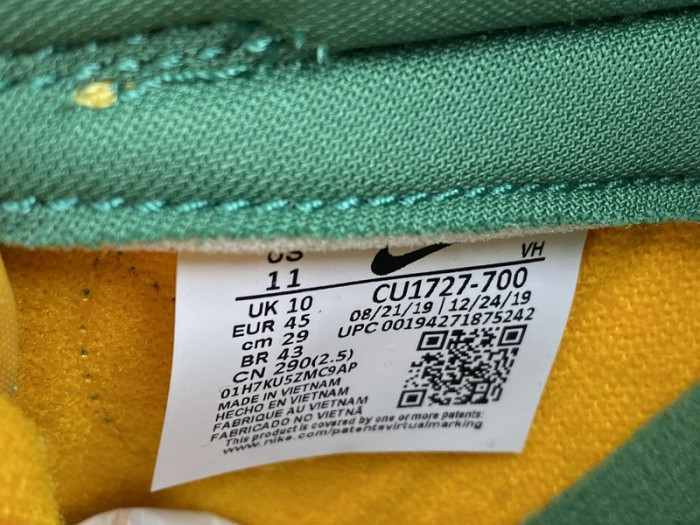 US
11
VH
UK 10
EUR 45
cm 29
BR 43
CN 290(2.5)
CU1727-700
08/21/19 | 12/24/19
UPC 00194271875242
01H7KU5ZMC9AP
MADE IN VIETNAM
HECHO EN VIETNAM
FABRIQUE AU VIETNAM
FABRICADO NO VIETNÃ
This product is covered by one or more patents:
www.nike.com/patentsvirtualmarking